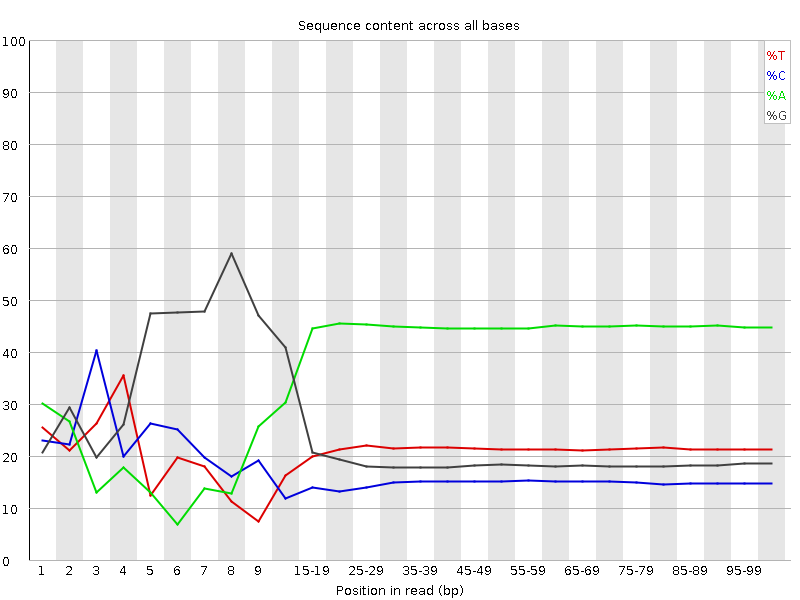 Sequence content across all bases
100
90
80
70
60
50
40
30
20
10
0
%T
%C
%A
%G
1 2 3 4 5 6 7 8 9 15-19 25-29 35-39 45-49 55-59 65-69 75-79 85-89 95-99
Position in read (bp)